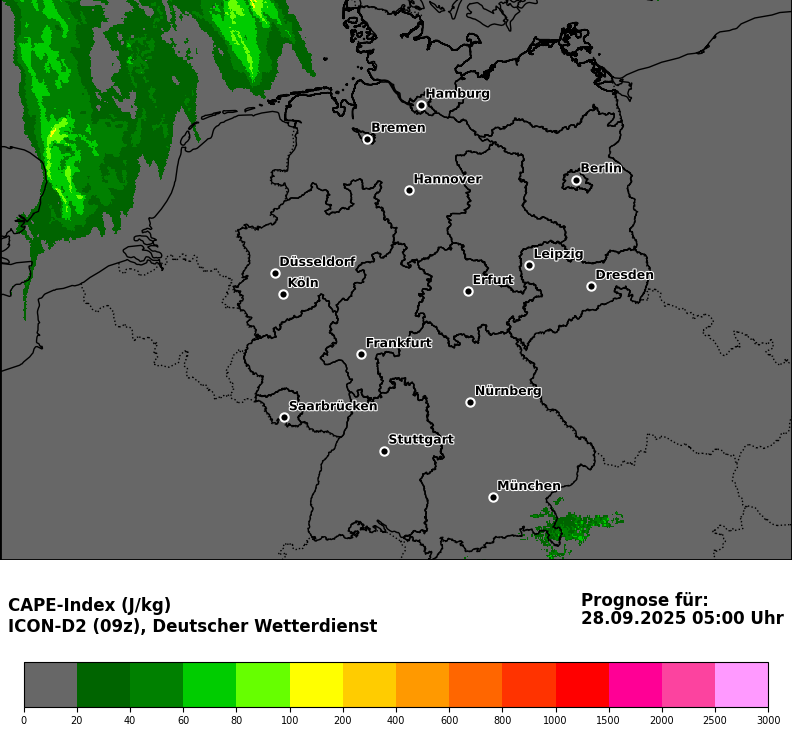 Hamburg
Bremen
Berlin
Hannover
Leipzig
Düsseldorf
Dresden
Köln
Erfurt
Frankfurt
Nürnberg
Saarbrücken
Stuttgart
München
CAPE-Index (J/kg)
ICON-D2 (09z), Deutscher Wetterdienst
Prognose für:
28.09.2025 05:00 Uhr
0 20 40 60 80 100 200 400 600 800 1000 1500 2000 2500 3000